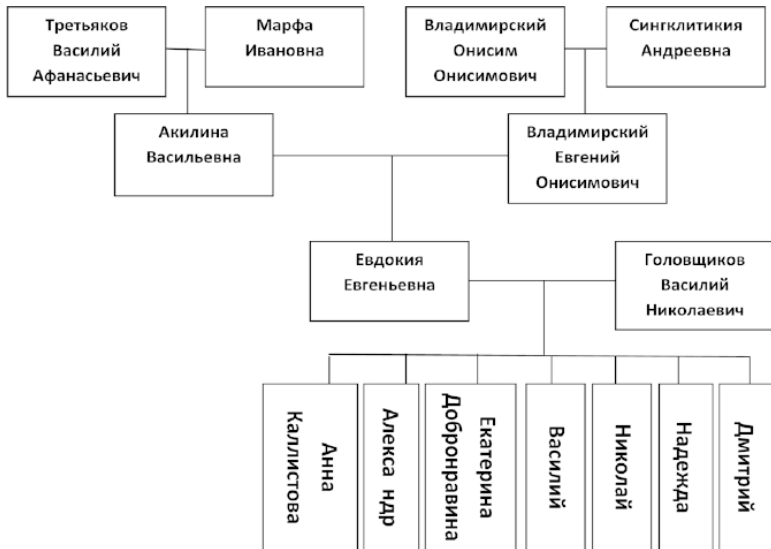 Третьяков
Василий
Афанасьевич
Марфа
Ивановна
Владимирский
Онисим
Онисимович
Сингклитикия
Андреевна
Акилина
Васильевна
Владимирский
Евгений
Онисимович
Евдокия
Евгеньевна
Головщиков
Василий
Николаевич
Анна
Каллистова
Алекса ндр
Екатерина
Добронравина
Василий
Николай
Надежда
Дмитрий